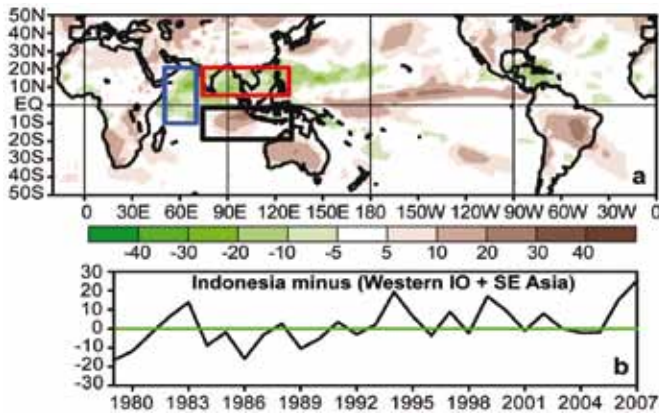 50N
40N
30N
20N
10N
EQ
10S
20S
30S
40S
50S
a
0 30E 60E 90E 120E 150E 180 150W 120W 90W 60W 30W 0
-40 -30 -20 -10 -5 5 10 20 30 40
Indonesia minus (Western IO + SE Asia)
30
20
10
0
-10
-20
-30
b
1980 1983 1986 1989 1992 1995 1998 2001 2004 2007